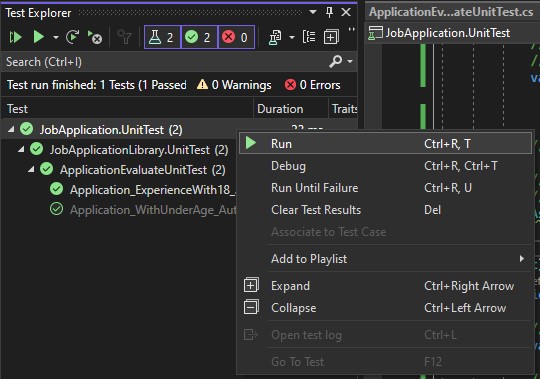 Test Explorer
2
2
0
Search (Ctrl+I)
Test run finished: 1 Tests (1 Passed 0 Warnings 0 Errors
Test Duration Traits
JobApplication.UnitTest (2)
JobApplicationLibrary.UnitTest (2)
ApplicationEvaluateUnitTest (2)
Application_ExperienceWith18_
Application_WithUnderAge_Aut
Run Ctrl+R, T
Debug Ctrl+R, Ctrl+T
Run Until Failure Ctrl+R, U
Clear Test Results Del
Associate to Test Case
Add to Playlist
Expand Ctrl+Right Arrow
Collapse Ctrl+Left Arrow
Open test log Ctrl+L
Go To Test F12
ApplicationEv...ateUnitTest.cs
JobApplication.UnitTest